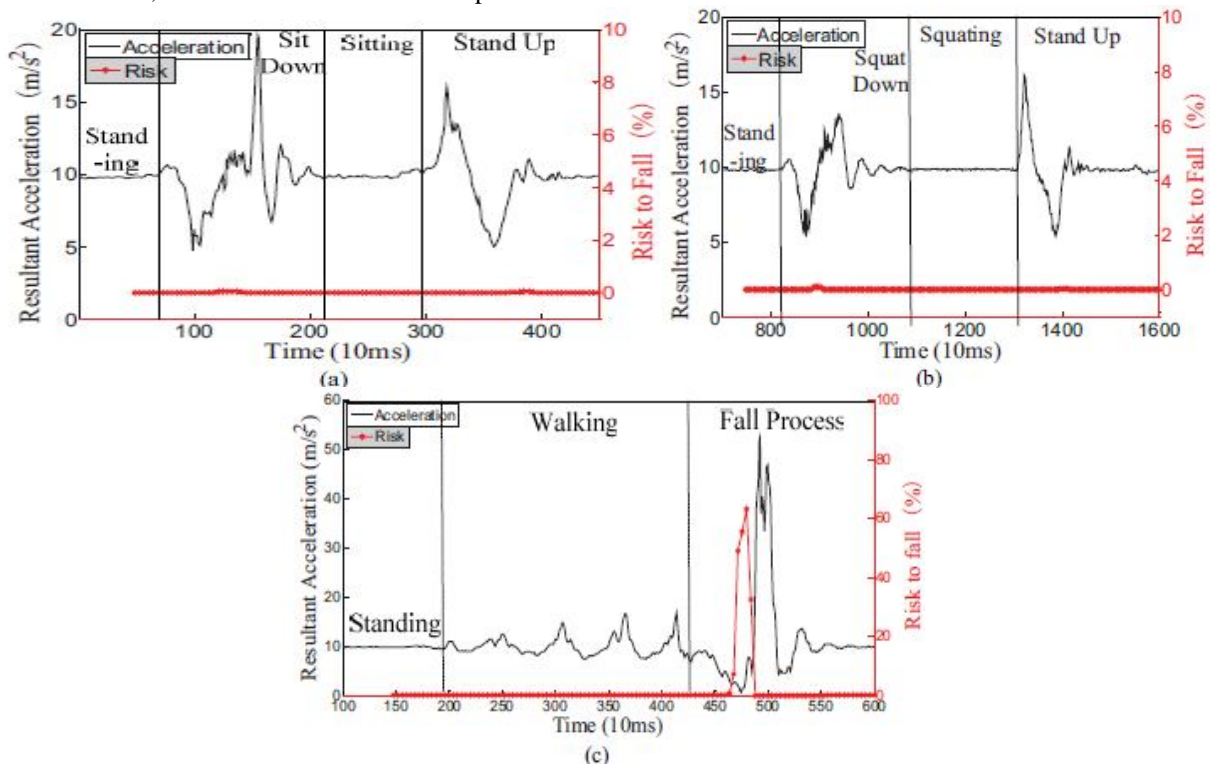 20
15
10
5
0
Resultant Acceleration (m/s²)
Acceleration
Risk
Stand
-ing
Sit
Down
Sitting
Stand Up
10
8
6
4
2
0
Risk to Fall (%)
100 200 300 400
Time (10ms)
(a)
20
15
10
5
0
Resultant Acceleration (m/s²)
Acceleration
Risk
Stand
-ing
Squat
Down
Squating
Stand Up
10
8
6
4
2
0
Risk to Fall (%)
800 1000 1200 1400 1600
Time (10ms)
(b)
60
50
40
30
20
10
0
Resultant Acceleration (m/s²)
Acceleration
Risk
Standing
Walking
Fall Process
100
80
60
40
20
0
Risk to fall (%)
100 150 200 250 300 350 400 450 500 550 600
Time (10ms)
(c)